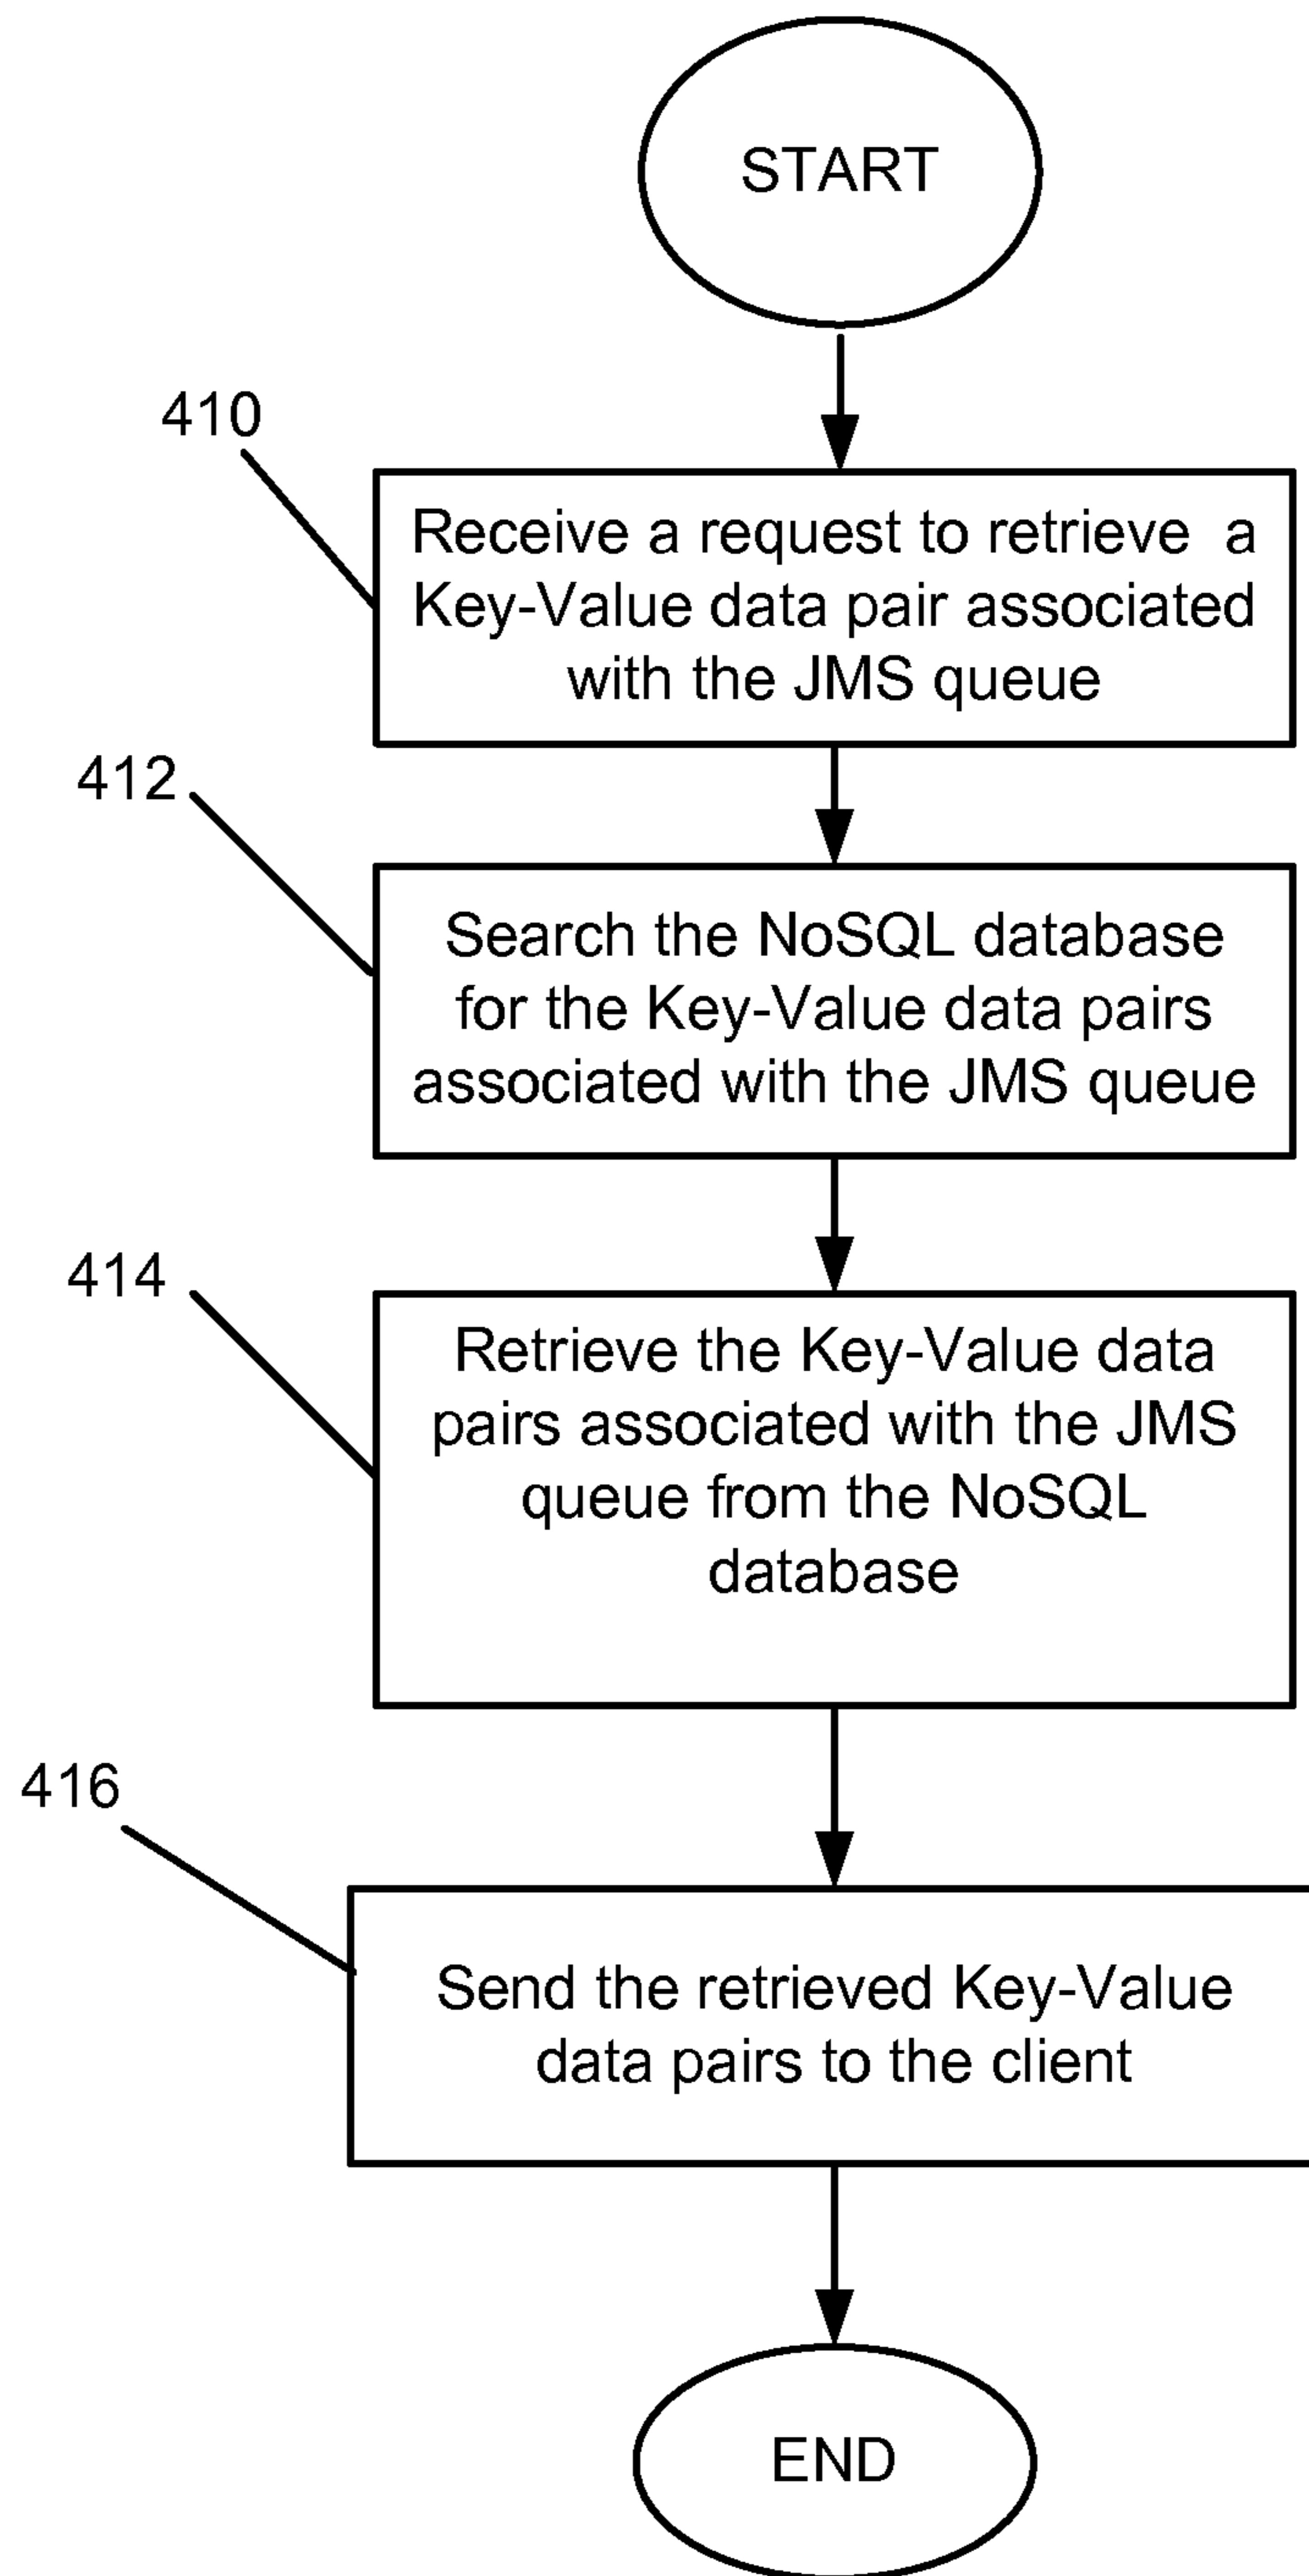 START
410
Receive a request to retrieve a
Key-Value data pair associated
with the JMS queue
412
Search the NoSQL database
for the Key-Value data pairs
associated with the JMS queue
414
Retrieve the Key-Value data
pairs associated with the JMS
queue from the NoSQL
database
416
Send the retrieved Key-Value
data pairs to the client
END